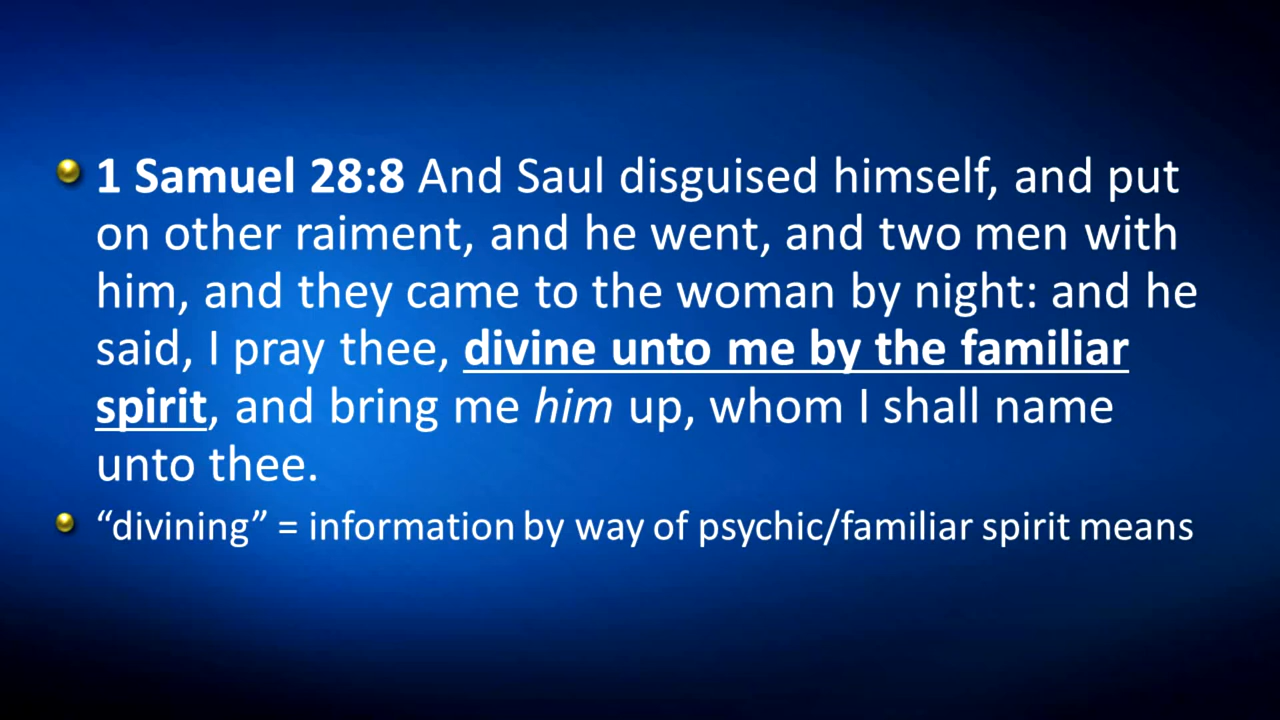 1 Samuel 28:8 And Saul disguised himself, and put
on other raiment, and he went, and two men with
him, and they came to the woman by night: and he
said, I pray thee, divine unto me by the familiar
spirit, and bring me him up, whom I shall name
unto thee.
“divining” = information by way of psychic/familiar spirit means